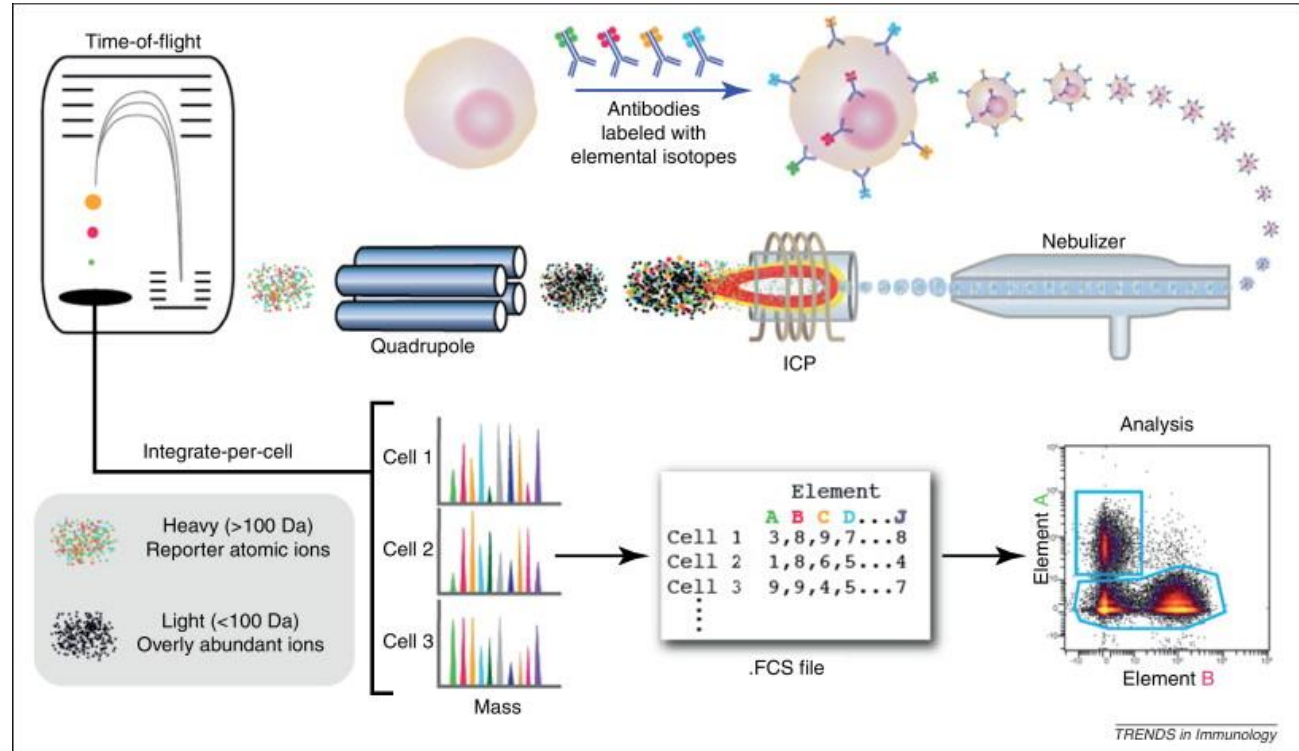 Time-of-flight
Antibodies
labeled with
elemental isotopes
Nebulizer
Quadrupole
ICP
Integrate-per-cell
Heavy (>100 Da)
Reporter atomic ions
Light (<100 Da)
Overly abundant ions
Cell 1
Cell 2
Cell 3
Mass
Element
A B C D...J
Cell 1 3,8,9,7...8
Cell 2 1,8,6,5...4
Cell 3 9,9,4,5...7
.FCS file
Analysis
Element A
Element B
TRENDS in Immunology